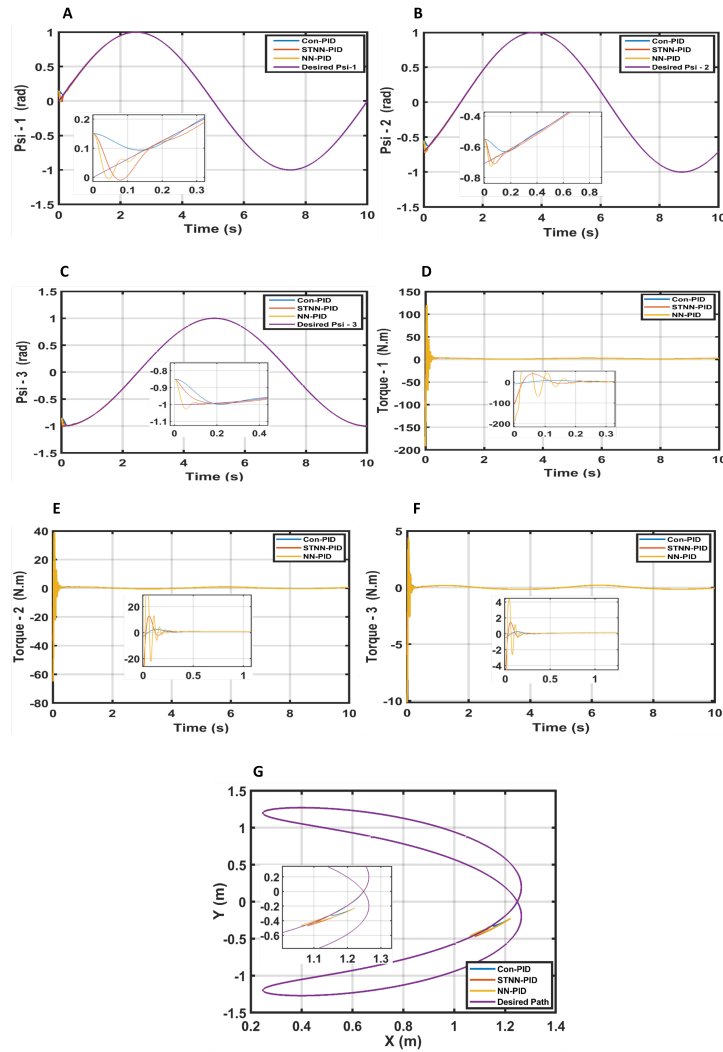 A
Con-PID
STNN-PID
NN-PID
Desired Psi-1
Psi - 1 (rad)
1
0.5
0
-0.5
-1
-1.5
0.2
0.1
0
0 0.1 0.2 0.3
0 2 4 6 8 10
Time (s)
B
Con-PID
STNN-PID
NN-PID
Desired Psi - 2
Psi - 2 (rad)
1
0.5
0
-0.5
-1
-1.5
-0.4
-0.6
-0.8
0 0.2 0.4 0.6
0 2 4 6 8 10
Time (s)
C
Con-PID
STNN-PID
NN-PID
Desired Psi - 3
Psi - 3 (rad)
1.5
1
0.5
0
-0.5
-1
-1.5
-0.8
-0.9
-1
-1.1
0 0.2 0.4
0 2 4 6 8 10
Time (s)
D
Con-PID
STNN-PID
NN-PID
Torque - 1 (N.m)
150
100
50
0
-50
-100
-150
-200
0
-100
-200
0 0.1 0.2 0.3
0 2 4 6 8 10
Time (s)
E
Con-PID
STNN-PID
NN-PID
Torque - 2 (N.m)
40
20
0
-20
-40
-60
-80
20
0
-20
0 0.5 1
0 2 4 6 8 10
Time (s)
F
Con-PID
STNN-PID
NN-PID
Torque - 3 (N.m)
5
0
-5
-10
4
2
0
-2
-4
0 0.5 1
0 2 4 6 8 10
Time (s)
G
Y (m)
1.5
1
0.5
0
-0.5
-1
-1.5
0.2
0
-0.2
-0.4
-0.6
1.1 1.2 1.3
Con-PID
STNN-PID
NN-PID
Desired Path
0.2 0.4 0.6 0.8 1 1.2 1.4
X (m)